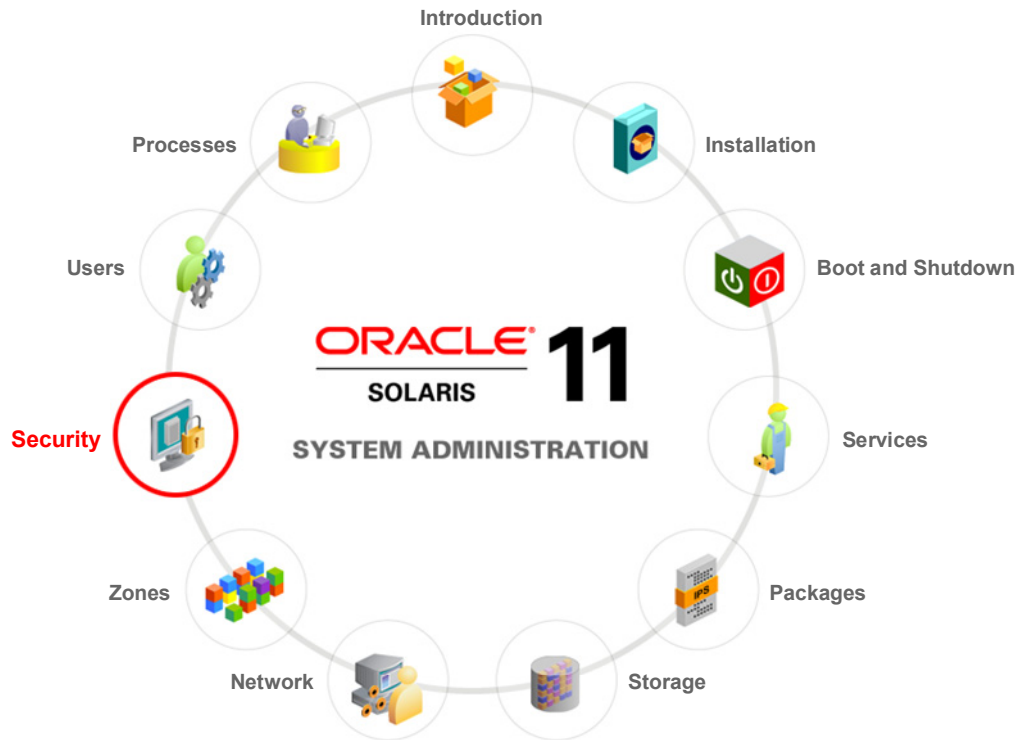 Introduction
Processes
Installation
Users
Boot and Shutdown
ORACLE® 11
SOLARIS
Security
Services
SYSTEM ADMINISTRATION
Zones
IPS
Packages
Network
Storage